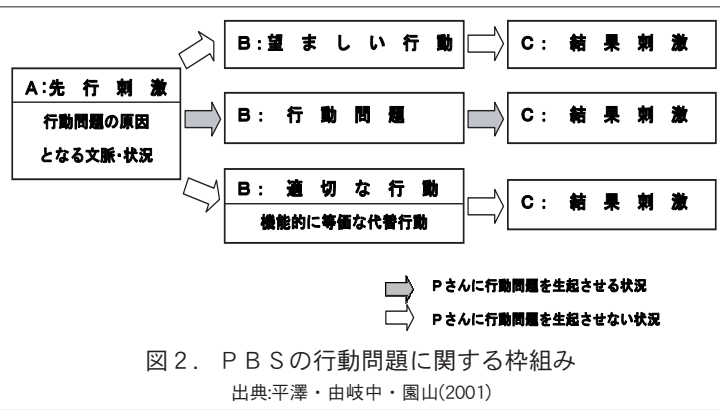 B:望ましい行動
C:結果刺激
A:先行刺激
行動問題の原因
となる文脈･状況
B:行動問題
C:結果刺激
B:適切な行動
機能的に等価な代替行動
C:結果刺激
Pさんに行動問題を生起させる状況
Pさんに行動問題を生起させない状況
図2. PBSの行動問題に関する枠組み
出典:平澤・由岐中・園山(2001)